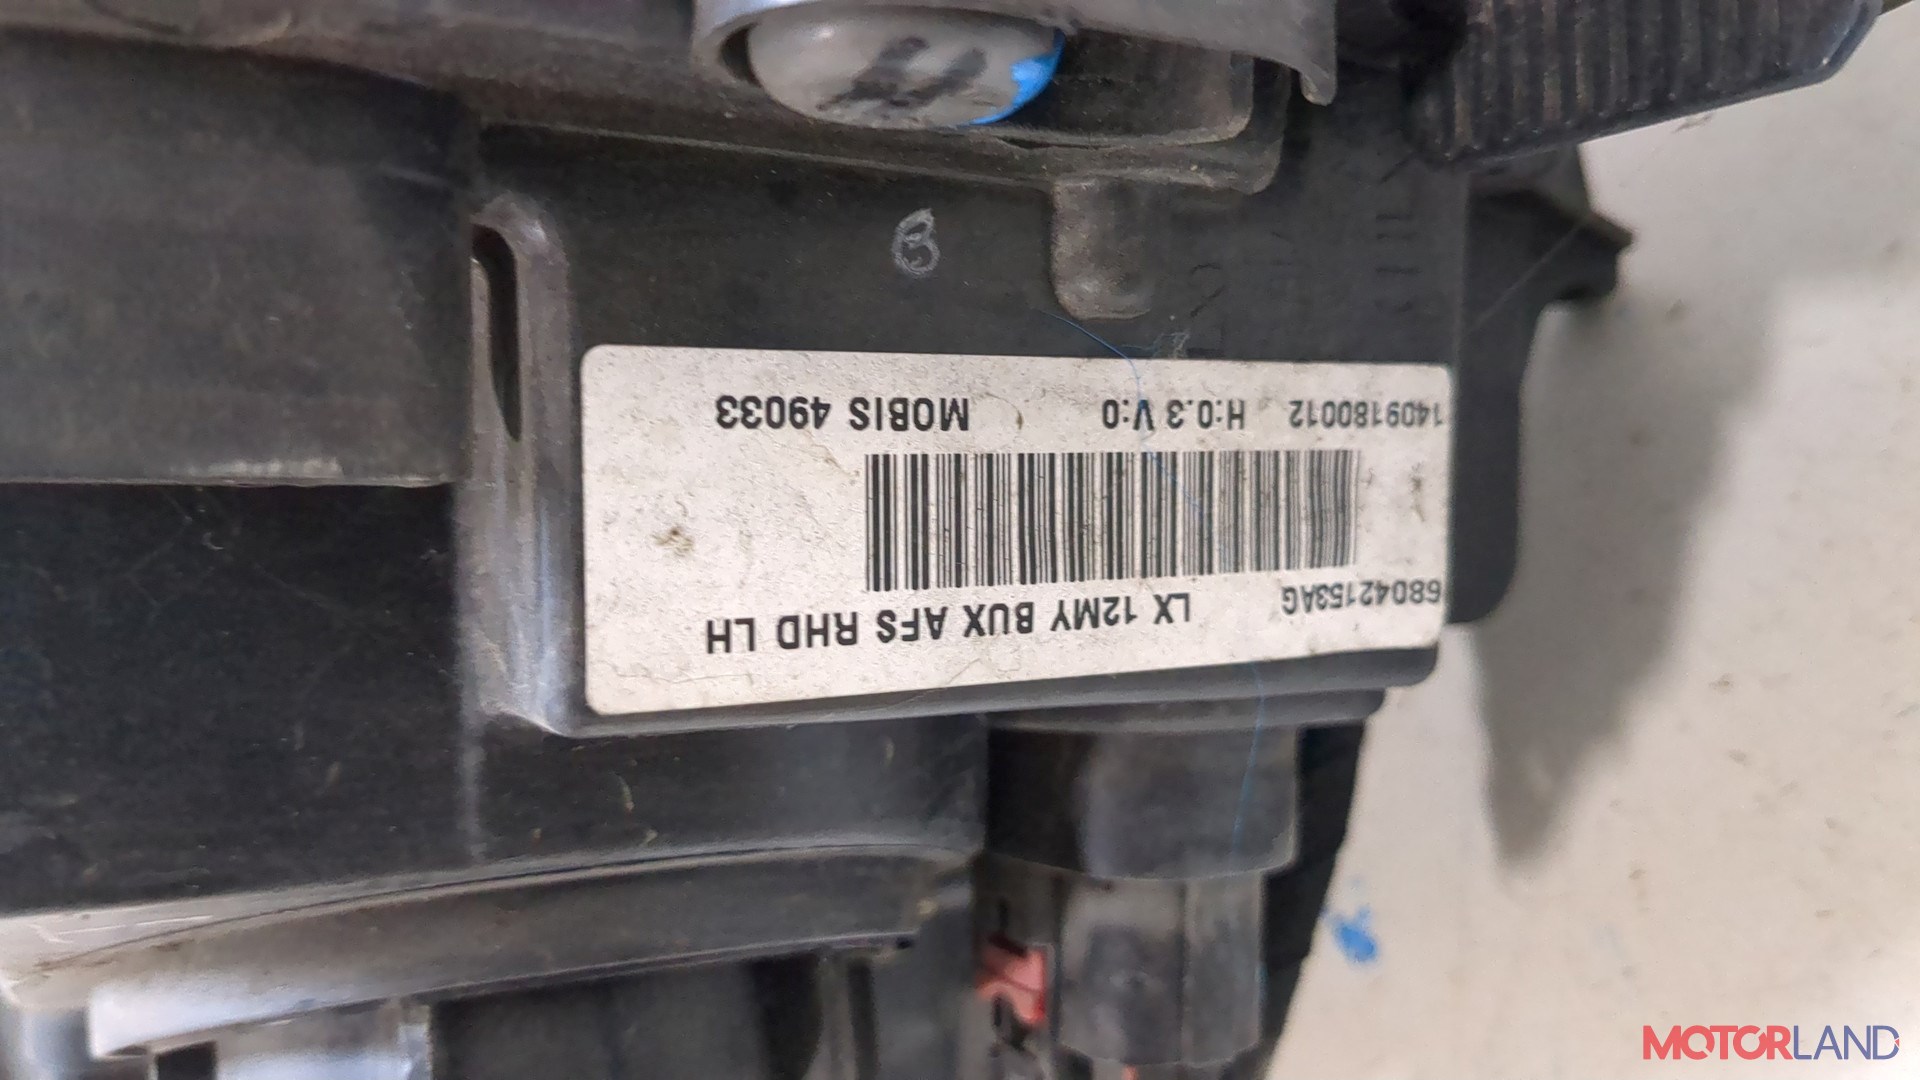 68042153AG LX 12MY BUX AFS RHD LH
1409180012 H:0.3 V:0 MOBIS 49033
B
MOTORLAND